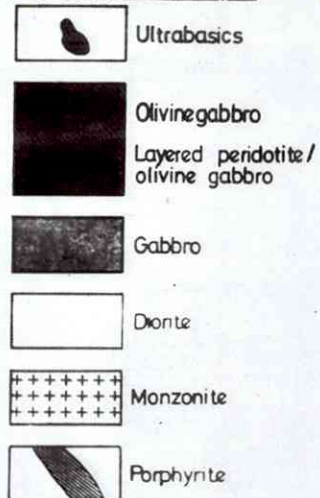 Ultrabasics
Olivinegabbro
Layered peridotite/
olivine gabbro
Gabbro
Diorite
Monzonite
Porphyrite